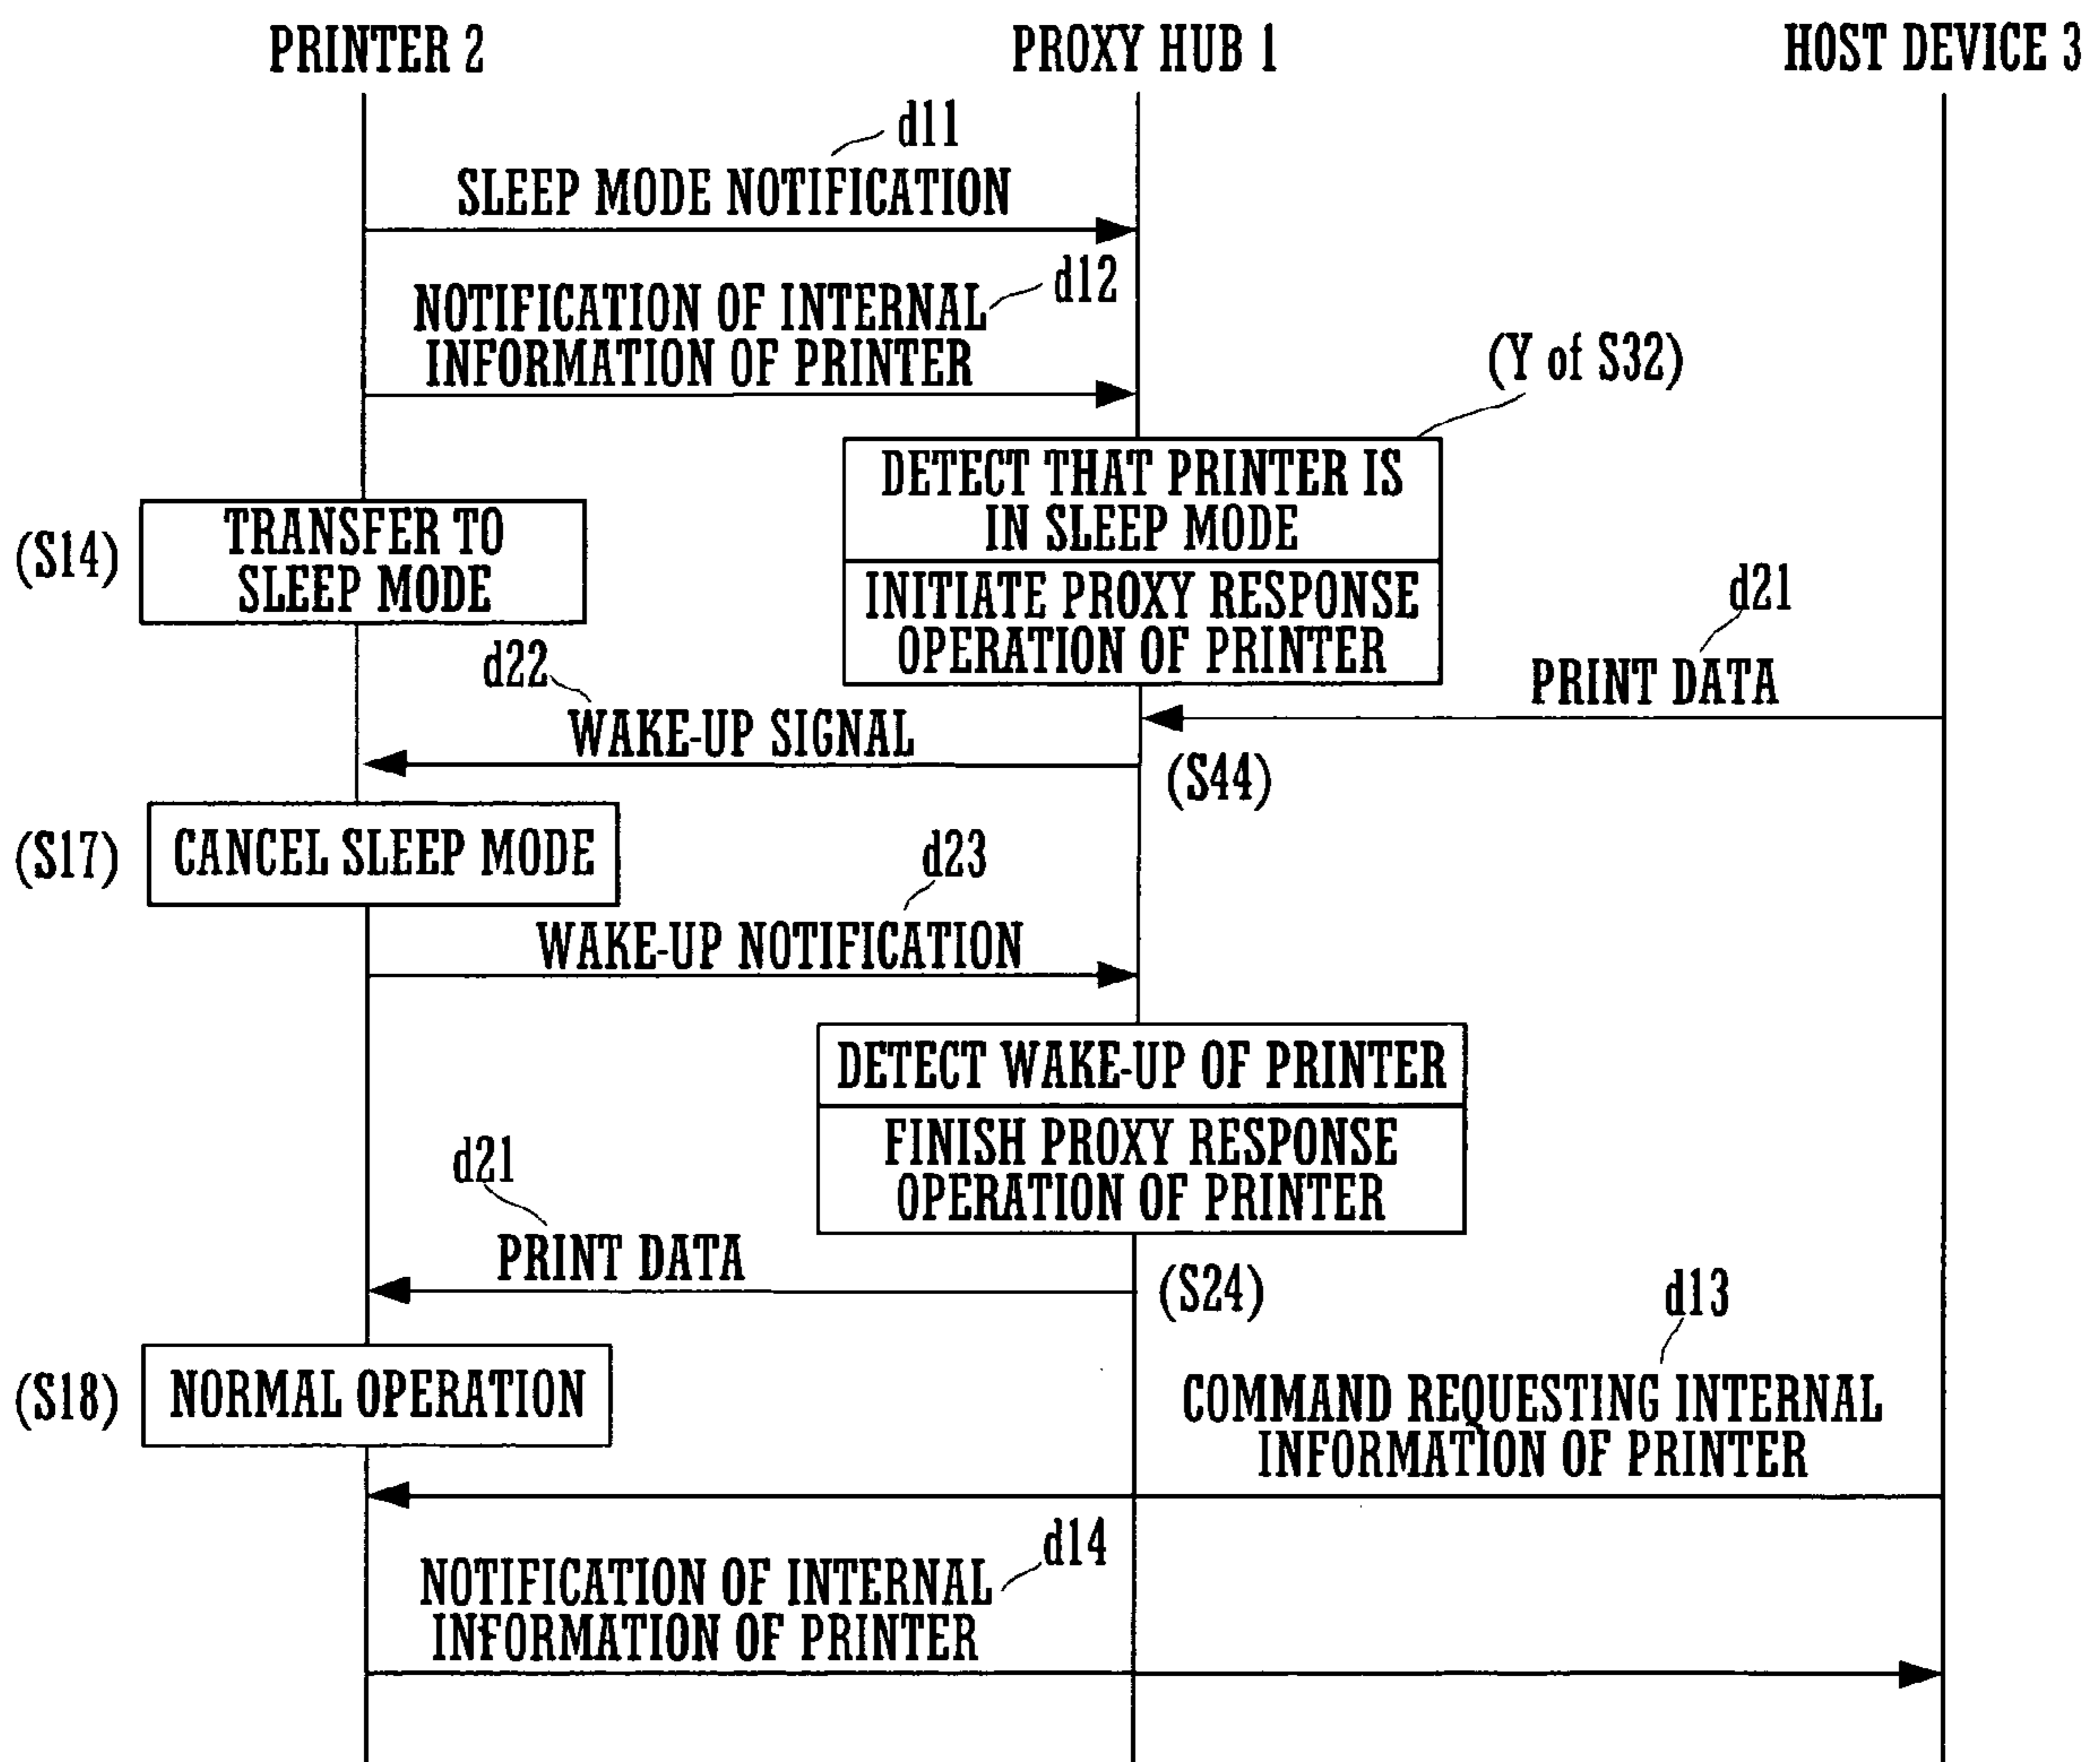 PRINTER 2
PROXY HUB 1
HOST DEVICE 3
d11
SLEEP MODE NOTIFICATION
d12
NOTIFICATION OF INTERNAL
INFORMATION OF PRINTER
(Y of S32)
DETECT THAT PRINTER IS
IN SLEEP MODE
INITIATE PROXY RESPONSE
OPERATION OF PRINTER
(S14)
TRANSFER TO
SLEEP MODE
d21
PRINT DATA
d22
WAKE-UP SIGNAL
(S44)
(S17)
CANCEL SLEEP MODE
d23
WAKE-UP NOTIFICATION
DETECT WAKE-UP OF PRINTER
FINISH PROXY RESPONSE
OPERATION OF PRINTER
d21
PRINT DATA
(S24)
(S18)
NORMAL OPERATION
d13
COMMAND REQUESTING INTERNAL
INFORMATION OF PRINTER
d14
NOTIFICATION OF INTERNAL
INFORMATION OF PRINTER